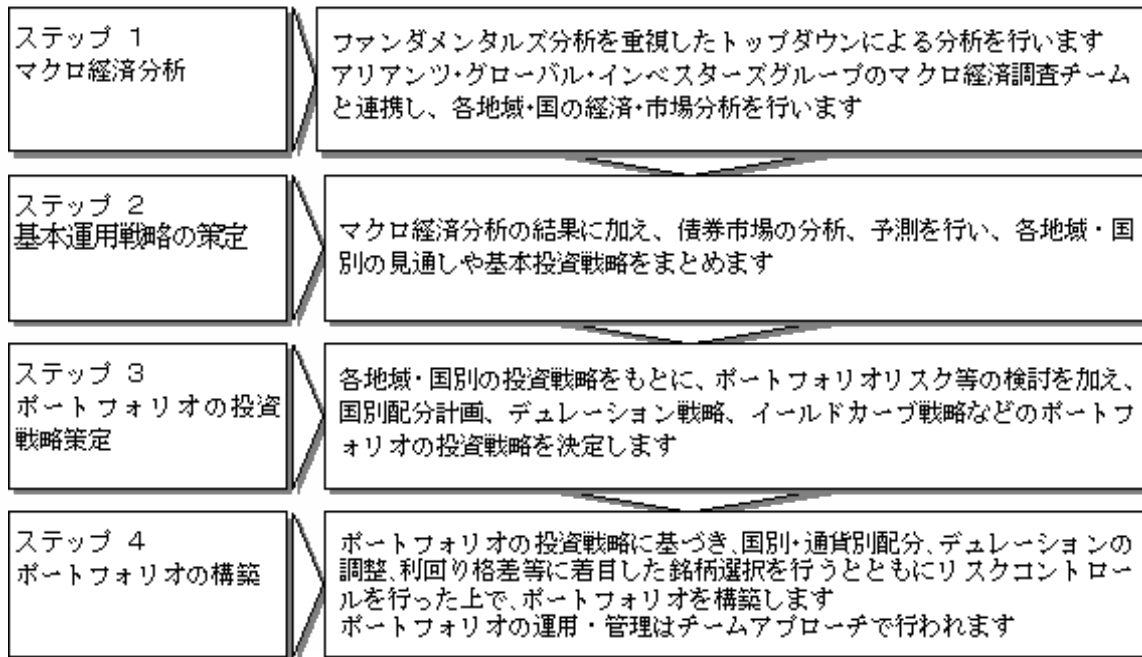 ステップ 1
マクロ経済分析
ファンダメンタルズ分析を重視したトップダウンによる分析を行います
アリアンツ・グローバル・インベスターズグループのマクロ経済調査チーム
と連携し、各地域・国の経済・市場分析を行います
ステップ 2
基本運用戦略の策定
マクロ経済分析の結果に加え、債券市場の分析、予測を行い、各地域・国
別の見通しや基本投資戦略をまとめます
ステップ 3
ポートフォリオの投資
戦略策定
各地域・国別の投資戦略をもとに、ポートフォリオリスク等の検討を加え、
国別配分計画、デュレーション戦略、イールドカーブ戦略などのポートフ
ォリオの投資戦略を決定します
ステップ 4
ポートフォリオの構築
ポートフォリオの投資戦略に基づき、国別・通貨別配分、デュレーションの
調整、利回り格差等に着目した銘柄選択を行うとともにリスクコントロー
ルを行った上で、ポートフォリオを構築します
ポートフォリオの運用・管理はチームアプローチで行われます